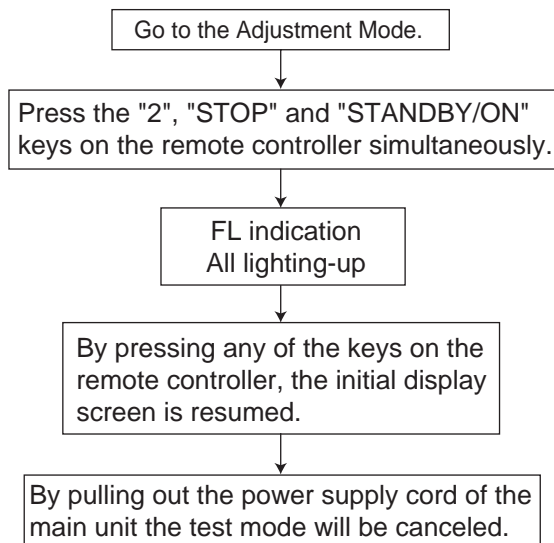 Go to the Adjustment Mode.
Press the "2", "STOP" and "STANDBY/ON"
keys on the remote controller simultaneously.
FL indication
All lighting-up
By pressing any of the keys on the
remote controller, the initial display
screen is resumed.
By pulling out the power supply cord of the
main unit the test mode will be canceled.